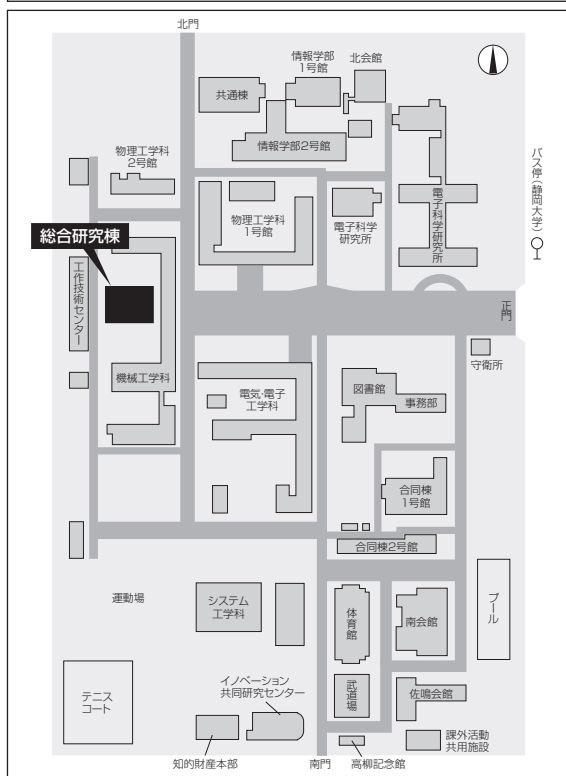 北門
情報学部
1号館
北会館
共通棟
情報学部2号館
物理工学科
2号館
バス停(静岡大学)
物理工学科
1号館
電子科学
研究所
電子科学研究所
総合研究棟
工作技術センター
正門
守衛所
機械工学科
電気・電子
工学科
図書館
事務部
合同棟
1号館
合同棟2号館
運動場
システム
工学科
体育館
南会館
プール
テニス
コート
イノベーション
共同研究センター
武道場
佐鳴会館
課外活動
共用施設
知的財産本部
南門
高柳記念館